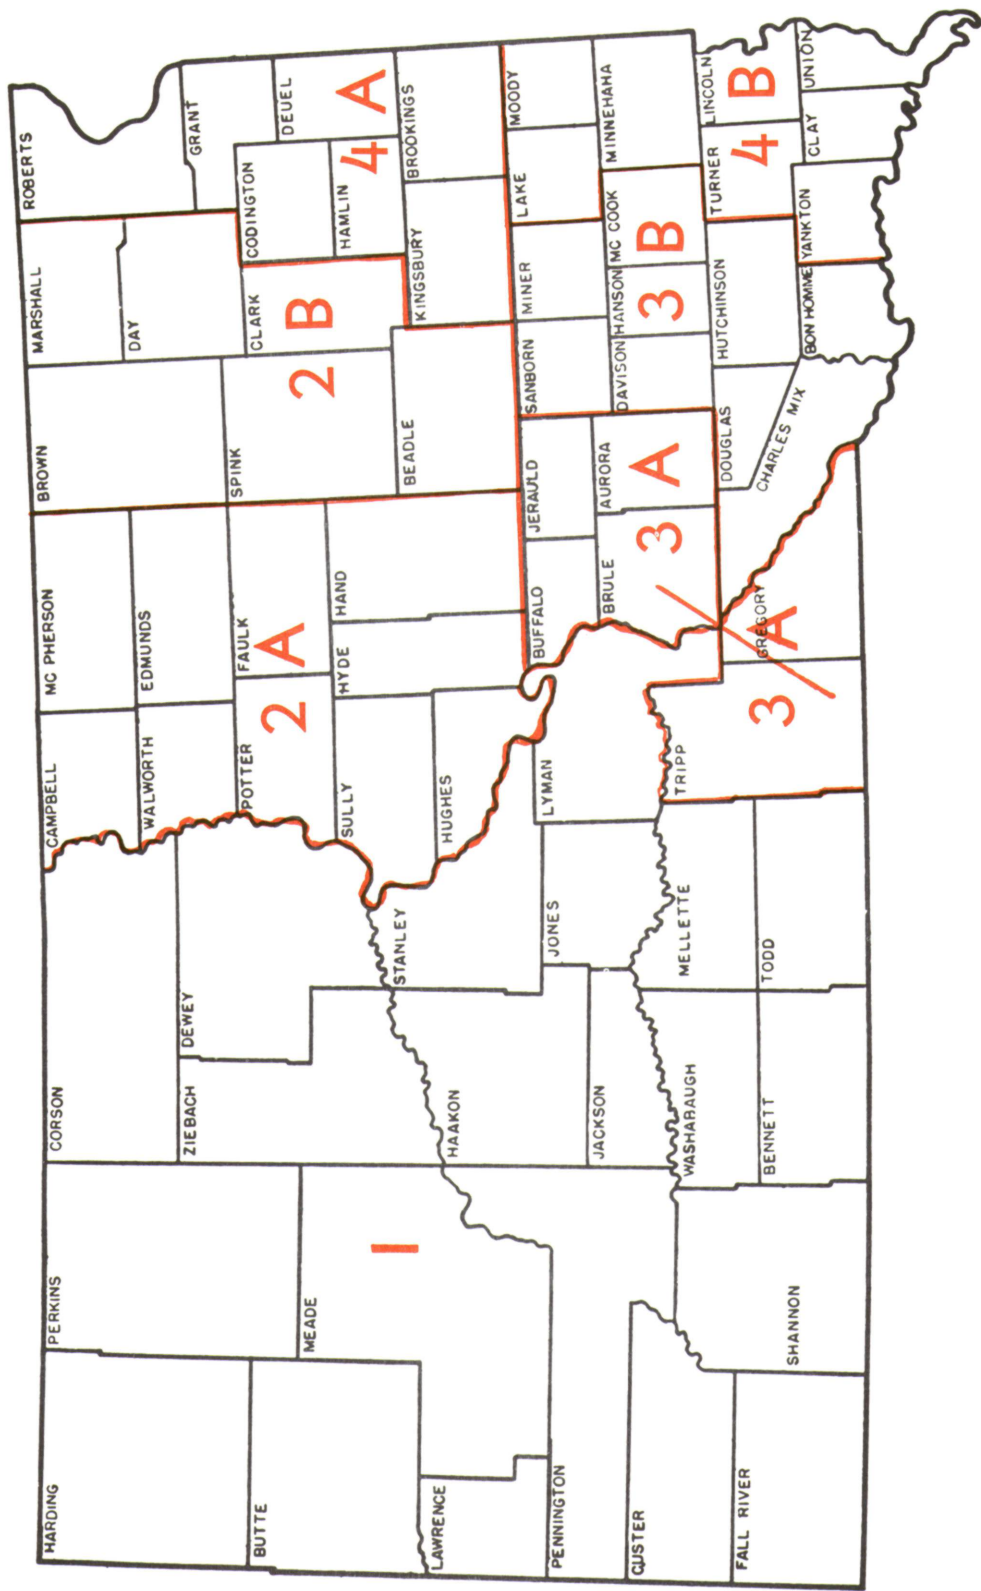 HARDING
PERKINS
CORSON
CAMPBELL
MC PHERSON
BROWN
MARSHALL
ROBERTS
WALWORTH
EDMUNDS
DAY
GRANT
BUTTE
MEADE
ZIEBACH
DEWEY
POTTER
FAULK
SPINK
CLARK
CODINGTON
DEUEL
2 A
2 B
4 A
HAMLIN
SULLY
HYDE
HAND
BEADLE
KINGSBURY
BROOKINGS
1
LAWRENCE
HAAKON
STANLEY
HUGHES
PENNINGTON
JACKSON
JONES
LYMAN
BUFFALO
JERAULD
SANBORN
MINER
LAKE
MOODY
BRULE
AURORA
DAVISON
HANSON
MC COOK
MINNEHAHA
3 A
3 B
CUSTER
WASHABAUGH
MELLETTE
TRIPP
GREGORY
DOUGLAS
HUTCHINSON
TURNER
LINCOLN
3 A
4 B
CHARLES MIX
BON HOMME
YANKTON
CLAY
UNION
FALL RIVER
SHANNON
BENNETT
TODD